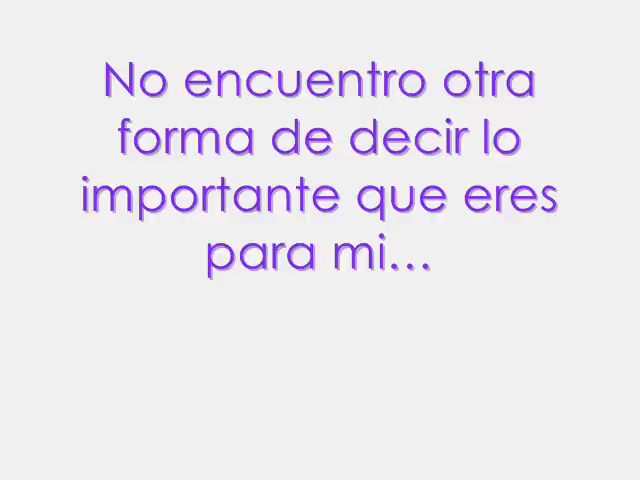 No encuentro otra
forma de decir lo
importante que eres
para mi...